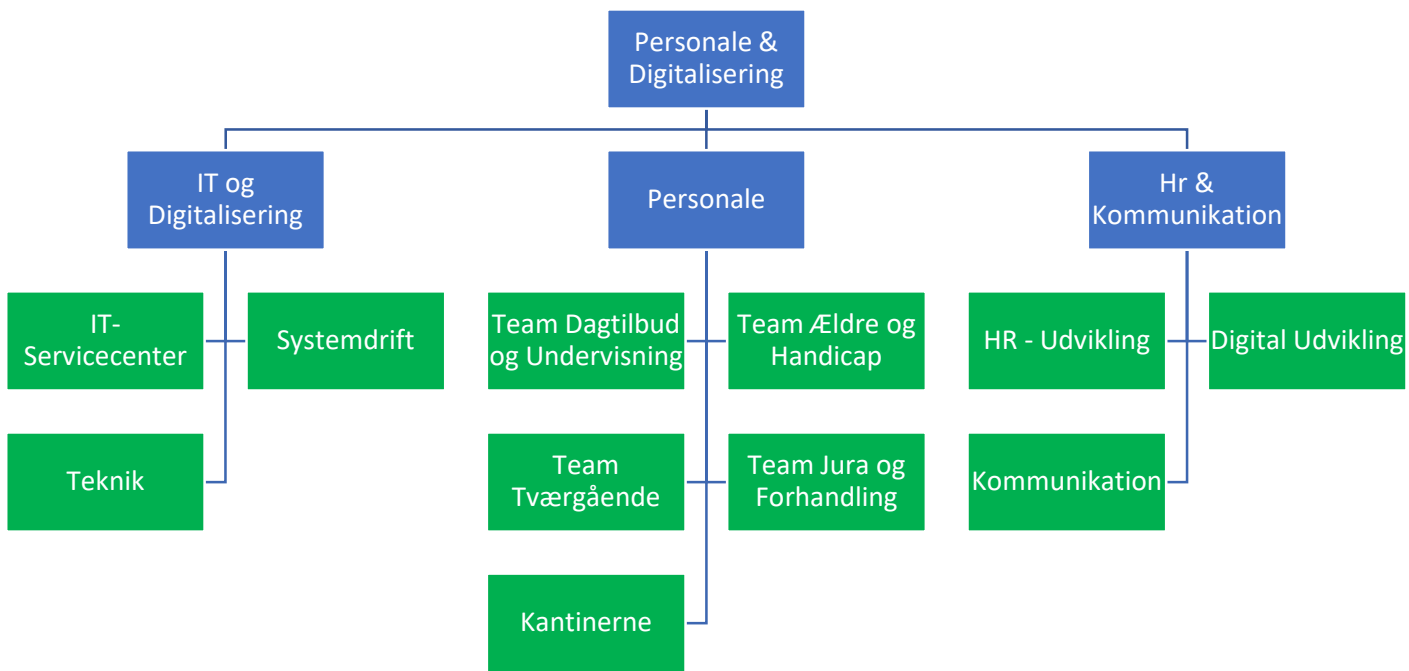 Personale &
Digitalisering
IT og
Digitalisering
Personale
Hr &
Kommunikation
IT-
Servicecenter
Systemdrift
Team Dagtilbud
og Undervisning
Team Ældre og
Handicap
HR - Udvikling
Digital Udvikling
Teknik
Team
Tværgående
Team Jura og
Forhandling
Kommunikation
Kantinerne